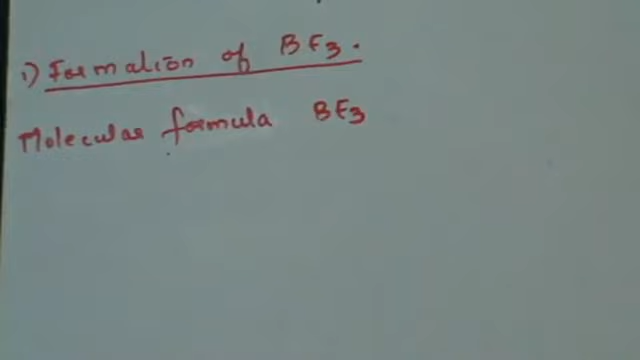 1) Formation of BF3.
Molecular formula BF3